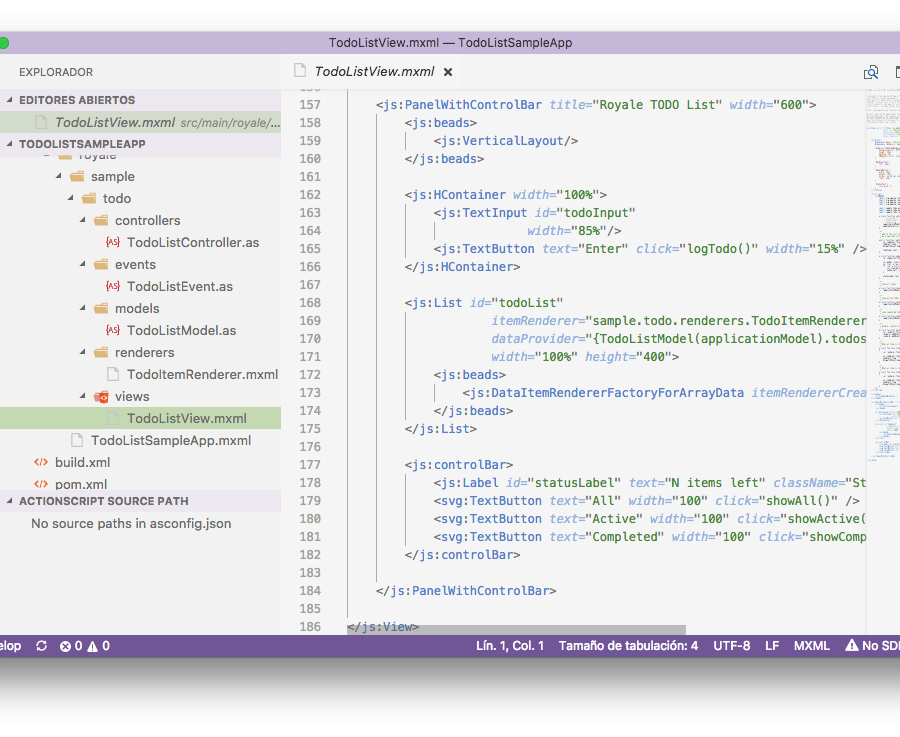 TodoListView.mxml — TodoListSampleApp
EXPLORADOR
EDITORES ABIERTOS
TodoListView.mxml src/main/royale/...
TODOLISTSAMPLEAPP
royale
sample
todo
controllers
TodoListController.as
events
TodoListEvent.as
models
TodoListModel.as
renderers
TodoItemRenderer.mxml
views
TodoListView.mxml
TodoListSampleApp.mxml
build.xml
pom.xml
ACTIONSCRIPT SOURCE PATH
No source paths in asconfig.json
TodoListView.mxml
157 <js:PanelWithControlBar title="Royale TODO List" width="600">
158 <js:beads>
159 <js:VerticalLayout/>
160 </js:beads>
161
162 <js:HContainer width="100%">
163 <js:TextInput id="todoInput"
164 width="85%"/>
165 <js:TextButton text="Enter" click="logTodo()" width="15%" />
166 </js:HContainer>
167
168 <js:List id="todoList"
169 itemRenderer="sample.todo.renderers.TodoItemRenderer
170 dataProvider="{TodoListModel(applicationModel).todos
171 width="100%" height="400">
172 <js:beads>
173 <js:DataItemRendererFactoryForArrayData itemRendererCrea
174 </js:beads>
175 </js:List>
176
177 <js:controlBar>
178 <js:Label id="statusLabel" text="N items left" className="St
179 <svg:TextButton text="All" width="100" click="showAll()" />
180 <svg:TextButton text="Active" width="100" click="showActive(
181 <svg:TextButton text="Completed" width="100" click="showComp
182 </js:controlBar>
183
184 </js:PanelWithControlBar>
185
186 </js:View>
elop 0 0 Lín. 1, Col. 1 Tamaño de tabulación: 4 UTF-8 LF MXML No SD